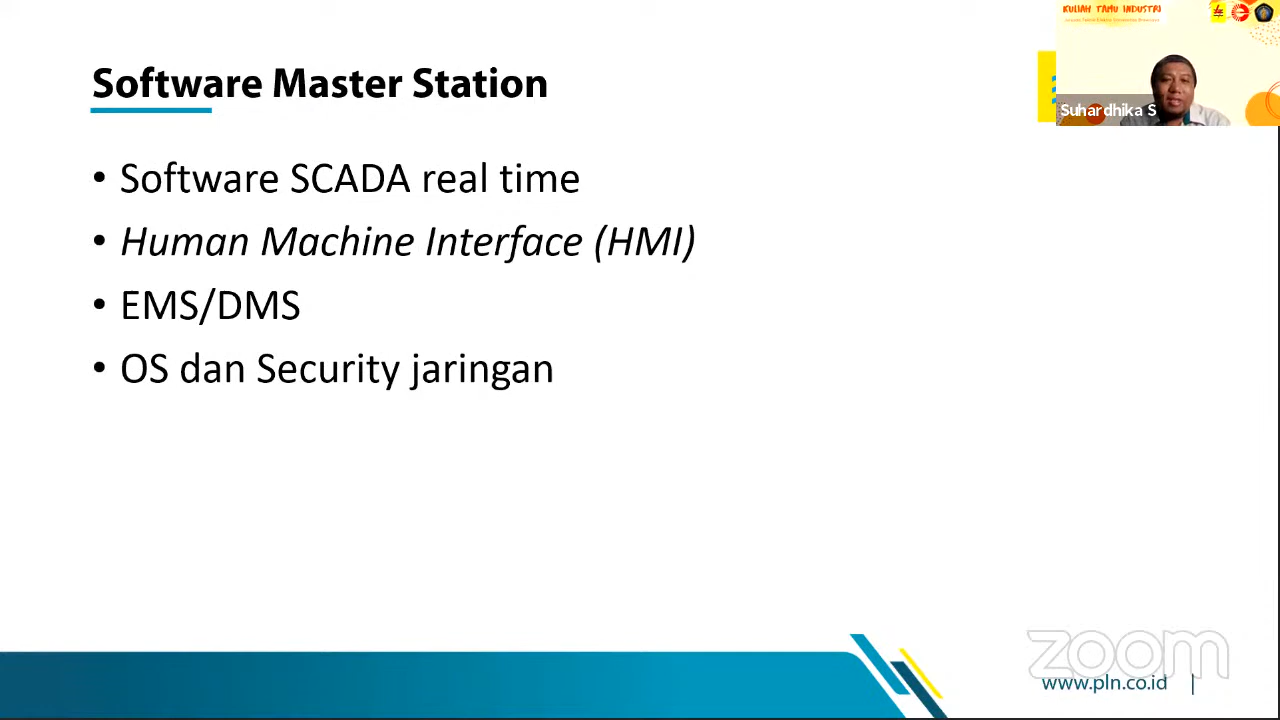 KULIAH TAMU INDUSTRI
Software Master Station
Suhardhika S
• Software SCADA real time
• Human Machine Interface (HMI)
• EMS/DMS
• OS dan Security jaringan
zoom
www.pln.co.id |